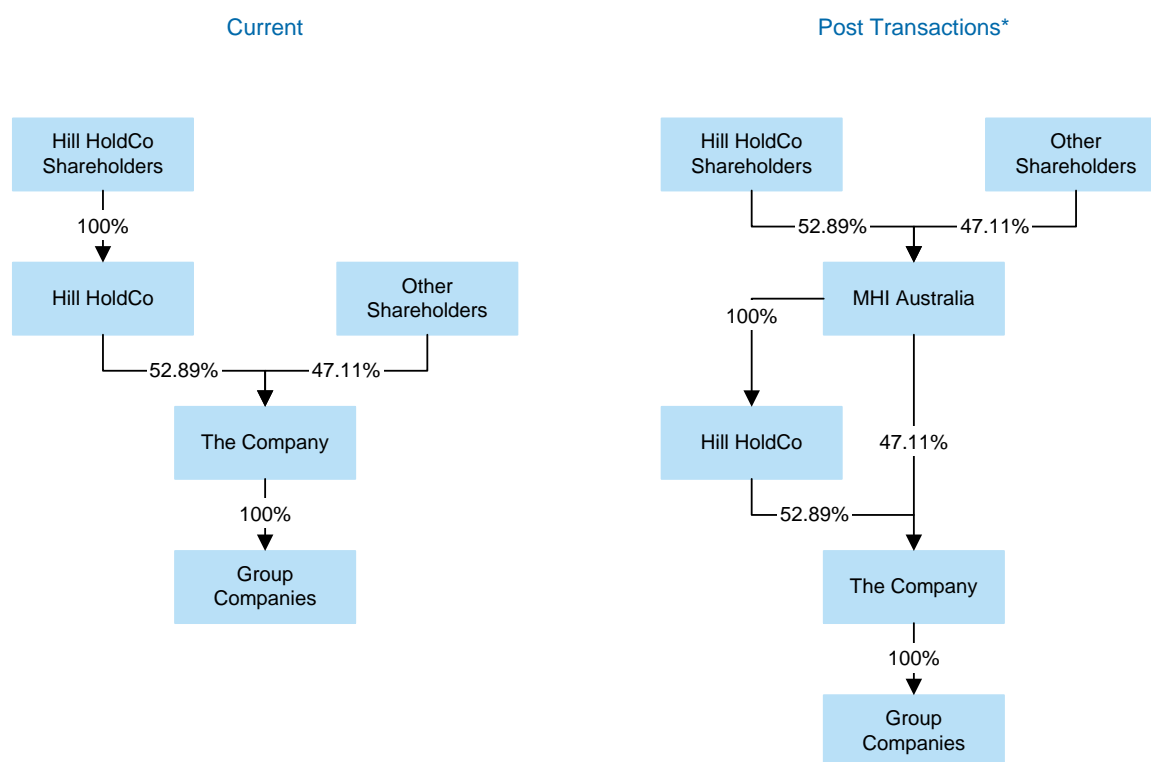 Current
Hill HoldCo
Shareholders
100%
Hill HoldCo
Other
Shareholders
52.89%
47.11%
The Company
100%
Group
Companies
Post Transactions*
Hill HoldCo
Shareholders
Other
Shareholders
52.89%
47.11%
MHI Australia
100%
Hill HoldCo
47.11%
52.89%
The Company
100%
Group
Companies